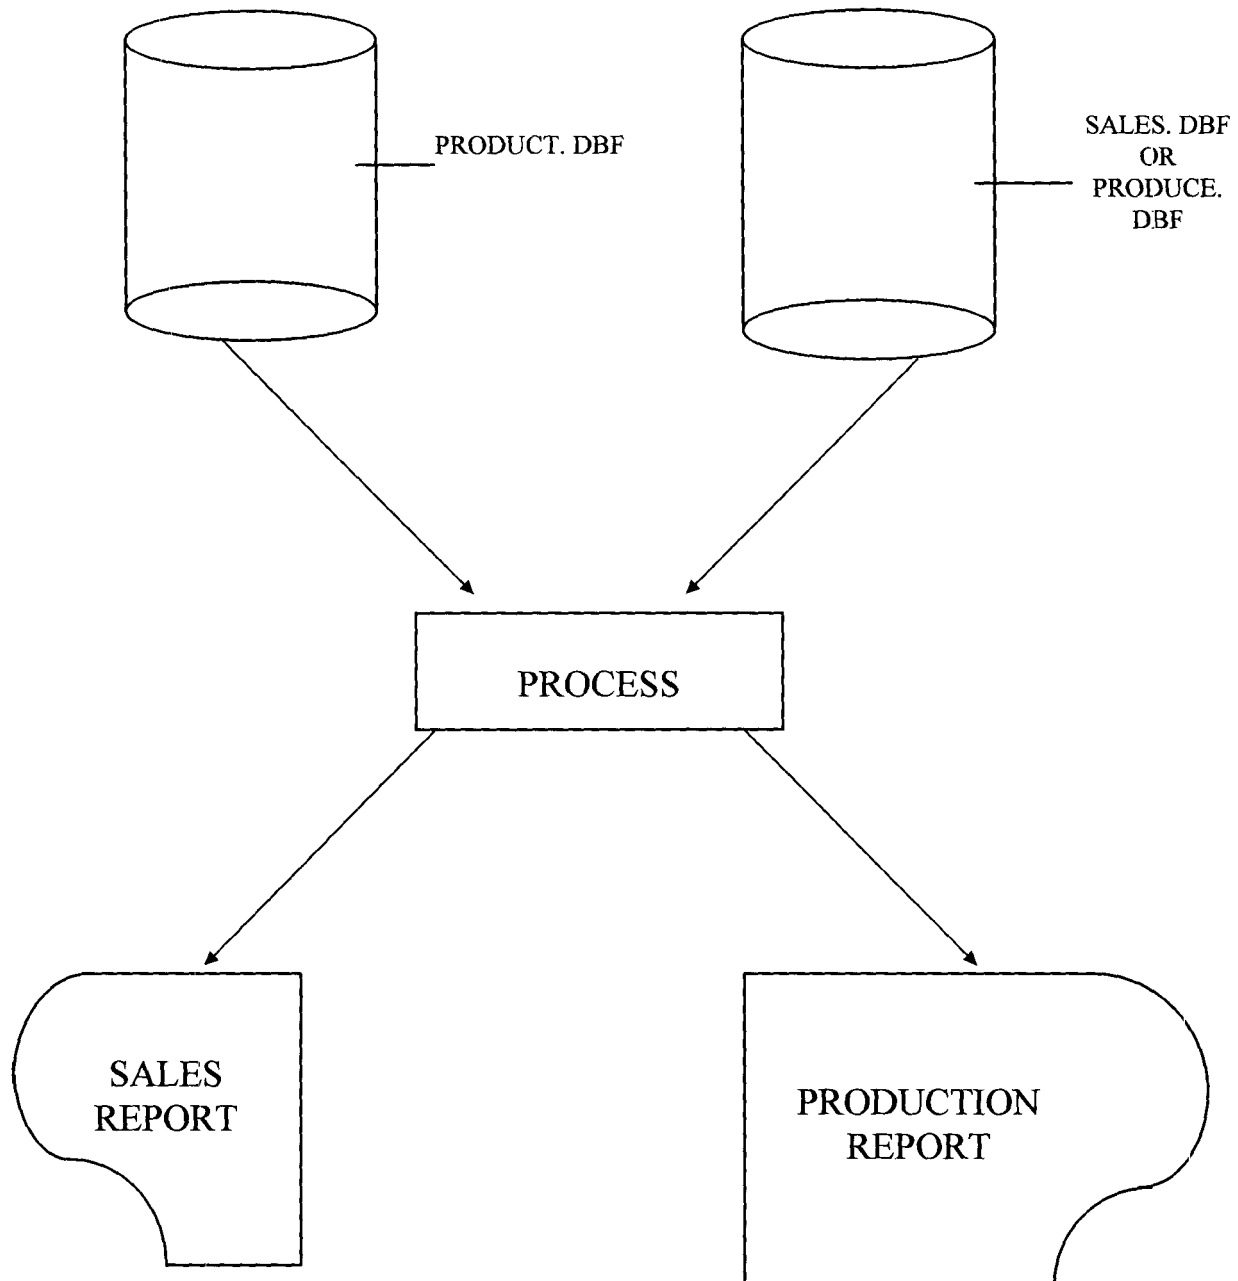 PRODUCT. DBF
SALES. DBF
OR
PRODUCE.
DBF
PROCESS
SALES
REPORT
PRODUCTION
REPORT